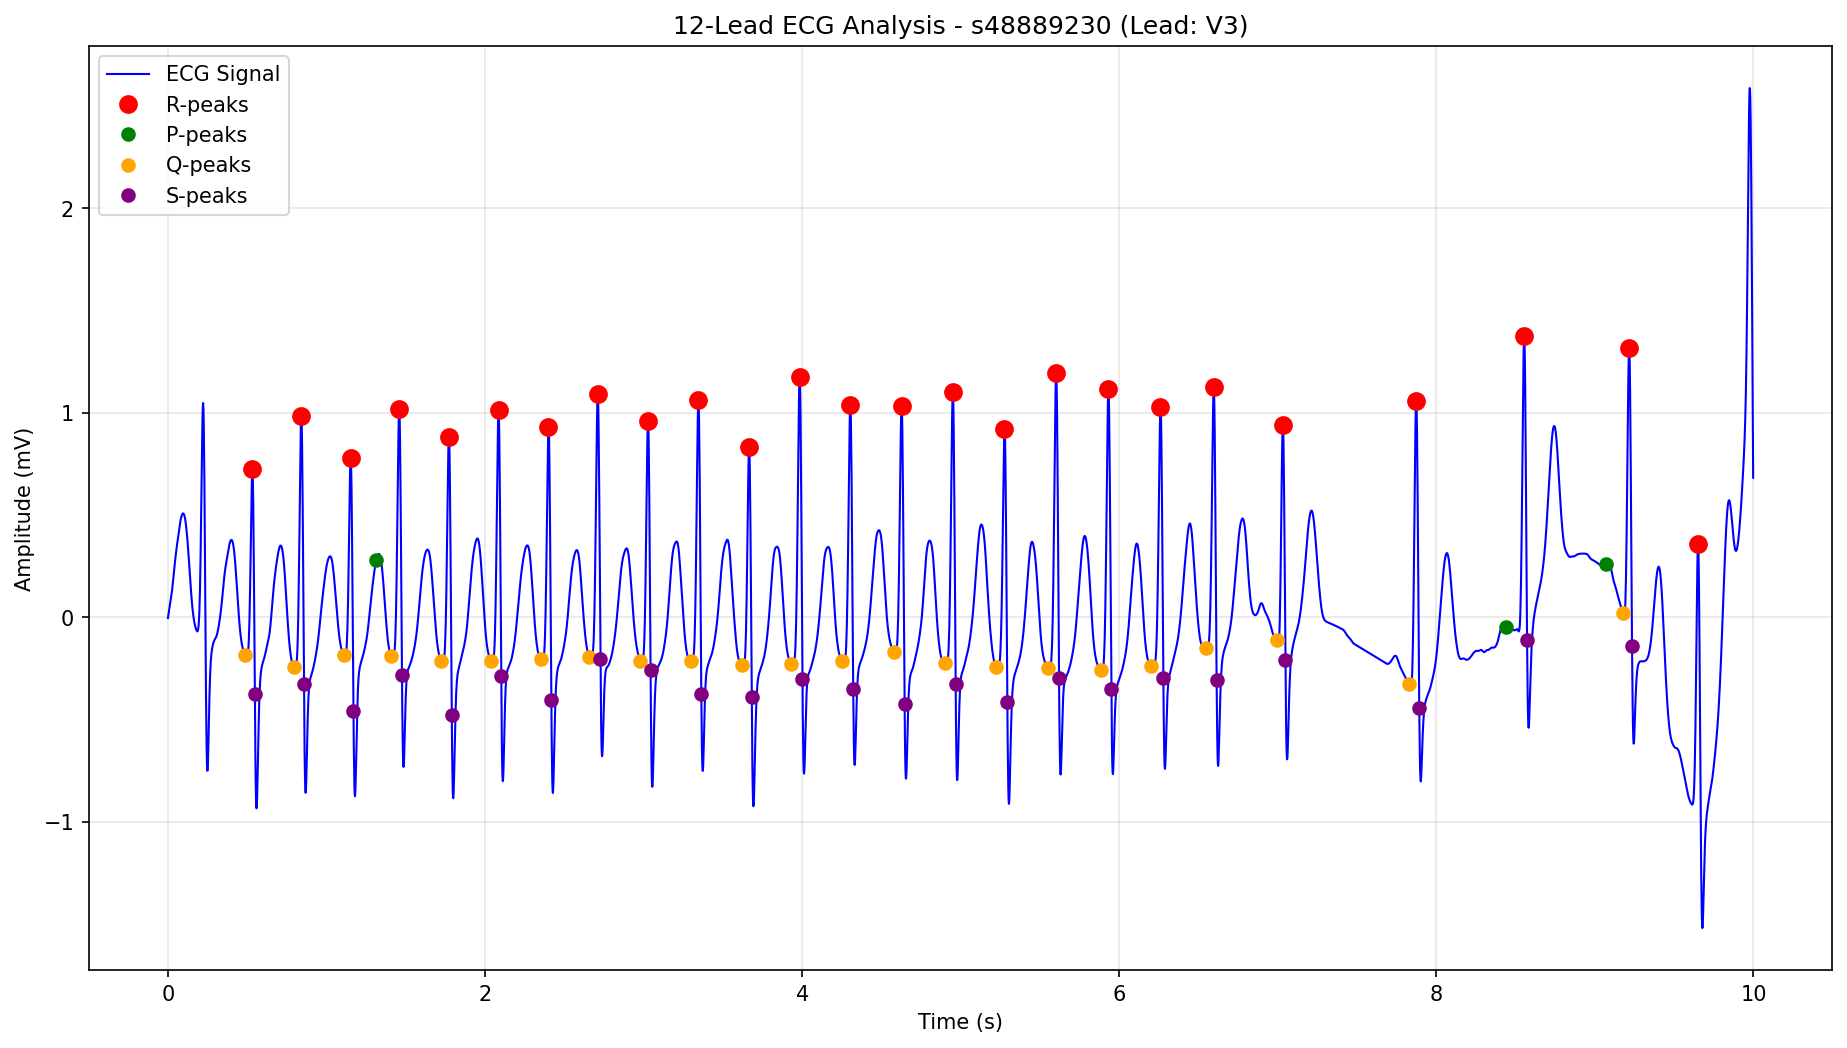 12-Lead ECG Analysis - s48889230 (Lead: V3)
ECG Signal
R-peaks
P-peaks
Q-peaks
S-peaks
Amplitude (mV)
2
1
0
−1
0 2 4 6 8 10
Time (s)